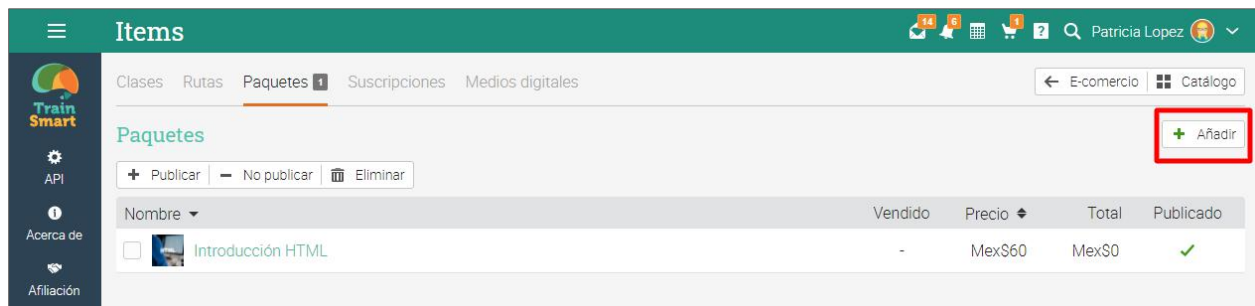 Items
14
6
1
?
Patricia Lopez
Train
Smart
API
Acerca de
Afiliación
Clases Rutas Paquetes 1 Suscripciones Medios digitales
E-comercio Catálogo
Paquetes
Añadir
Publicar No publicar Eliminar
Nombre Vendido Precio Total Publicado
Introducción HTML - Mex$60 Mex$0